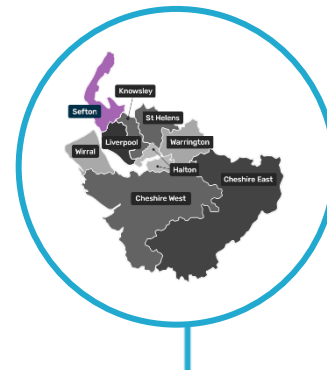 Knowsley
Sefton
St Helens
Liverpool
Warrington
Wirral
Halton
Cheshire East
Cheshire West